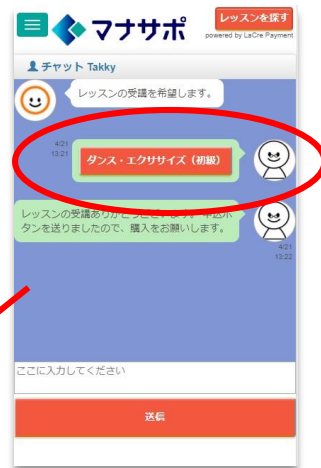 マナサポ
レッスンを探す
powered by LaCre Payment
チャット Takky
レッスンの受講を希望します。
4/21
13:21
ダンス・エクササイズ（初級）
レッスンの受講ありがとうございます。申込ボ
タンを送りましたので、購入をお願いします。
4/21
13:22
ここに入力してください
送信